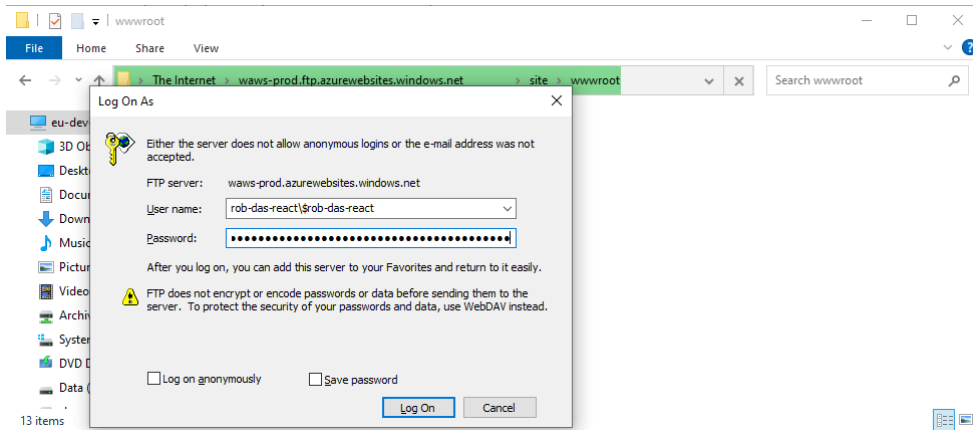 wwwroot
File Home Share View
The Internet waws-prod.ftp.azurewebsites.windows.net site wwwroot Search wwwroot
Log On As
eu-dev
3D Ob
Deskt
Docu
Down
Music
Pictur
Video
Archiv
Syster
DVD D
Data (
Either the server does not allow anonymous logins or the e-mail address was not
accepted.
FTP server: waws-prod.azurewebsites.windows.net
User name: rob-das-react\$rob-das-react
Password:
After you log on, you can add this server to your Favorites and return to it easily.
FTP does not encrypt or encode passwords or data before sending them to the
server. To protect the security of your passwords and data, use WebDAV instead.
Log on anonymously Save password
Log On Cancel
13 items